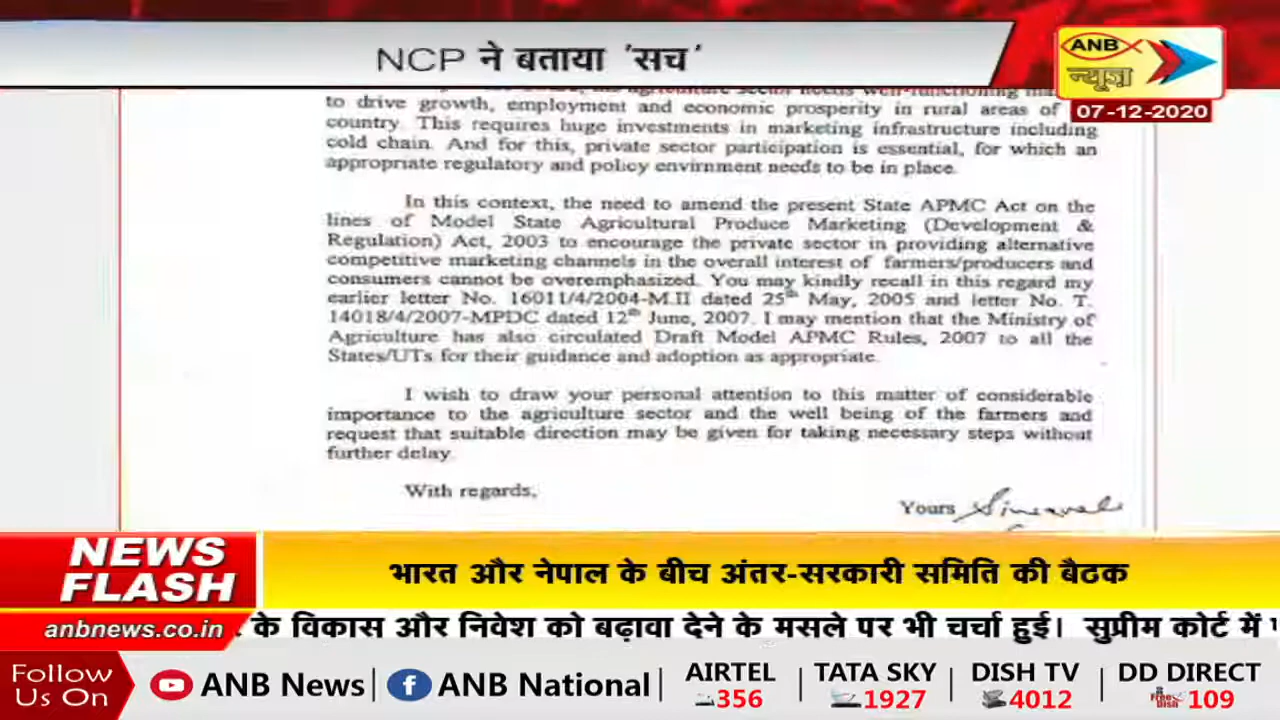 NCP ने बताया 'सच'
ANB
न्यूज़
07-12-2020
to drive growth, employment and economic prosperity in rural areas of
country. This requires huge investments in marketing infrastructure including
cold chain. And for this, private sector participation is essential, for which an
appropriate regulatory and policy envirnment needs to be in place.
In this context, the need to amend the present State APMC Act on the
lines of Model State Agricultural Produce Marketing (Development &
Regulation) Act, 2003 to encourage the private sector in providing alternative
competitive marketing channels in the overall interest of farmers/producers and
consumers cannot be overemphasized. You may kindly recall in this regard my
earlier letter No. 16011/4/2004-M.II dated 25th May, 2005 and letter No. T.
14018/4/2007-MPDC dated 12th June, 2007. I may mention that the Ministry of
Agriculture has also circulated Draft Model APMC Rules, 2007 to all the
States/UTs for their guidance and adoption as appropriate.
I wish to draw your personal attention to this matter of considerable
importance to the agriculture sector and the well being of the farmers and
request that suitable direction may be given for taking necessary steps without
further delay.
With regards,
Yours Sincerely
NEWS
FLASH
भारत और नेपाल के बीच अंतर-सरकारी समिति की बैठक
anbnews.co.in
के विकास और निवेश को बढ़ावा देने के मसले पर भी चर्चा हुई। सुप्रीम कोर्ट में
Follow
Us On
ANB News
ANB National
AIRTEL
356
TATA SKY
1927
DISH TV
4012
DD DIRECT
Free Dish
109